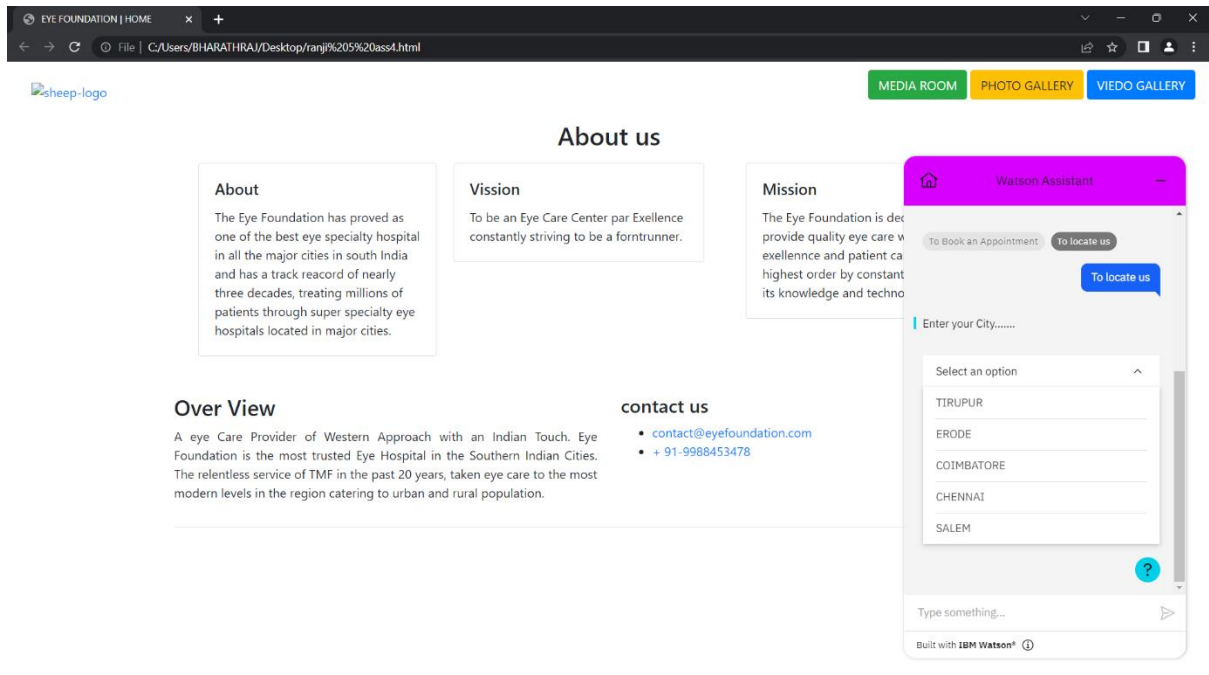 EYE FOUNDATION | HOME
File | C:/Users/BHARATHRAJ/Desktop/ranji%205%20ass4.html
sheep-logo
MEDIA ROOM
PHOTO GALLERY
VIEDO GALLERY
About us
About
The Eye Foundation has proved as
one of the best eye specialty hospital
in all the major cities in south India
and has a track reacord of nearly
three decades, treating millions of
patients through super specialty eye
hospitals located in major cities.
Vission
To be an Eye Care Center par Exellence
constantly striving to be a forntrunner.
Mission
The Eye Foundation is dec
provide quality eye care w
exellennce and patient ca
highest order by constant
its knowledge and techno
Over View
A eye Care Provider of Western Approach with an Indian Touch. Eye
Foundation is the most trusted Eye Hospital in the Southern Indian Cities.
The relentless service of TMF in the past 20 years, taken eye care to the most
modern levels in the region catering to urban and rural population.
contact us
contact@eyefoundation.com
+ 91-9988453478
Watson Assistant
To Book an Appointment
To locate us
To locate us
Enter your City.......
Select an option
TIRUPUR
ERODE
COIMBATORE
CHENNAI
SALEM
?
Type something...
Built with IBM Watson®